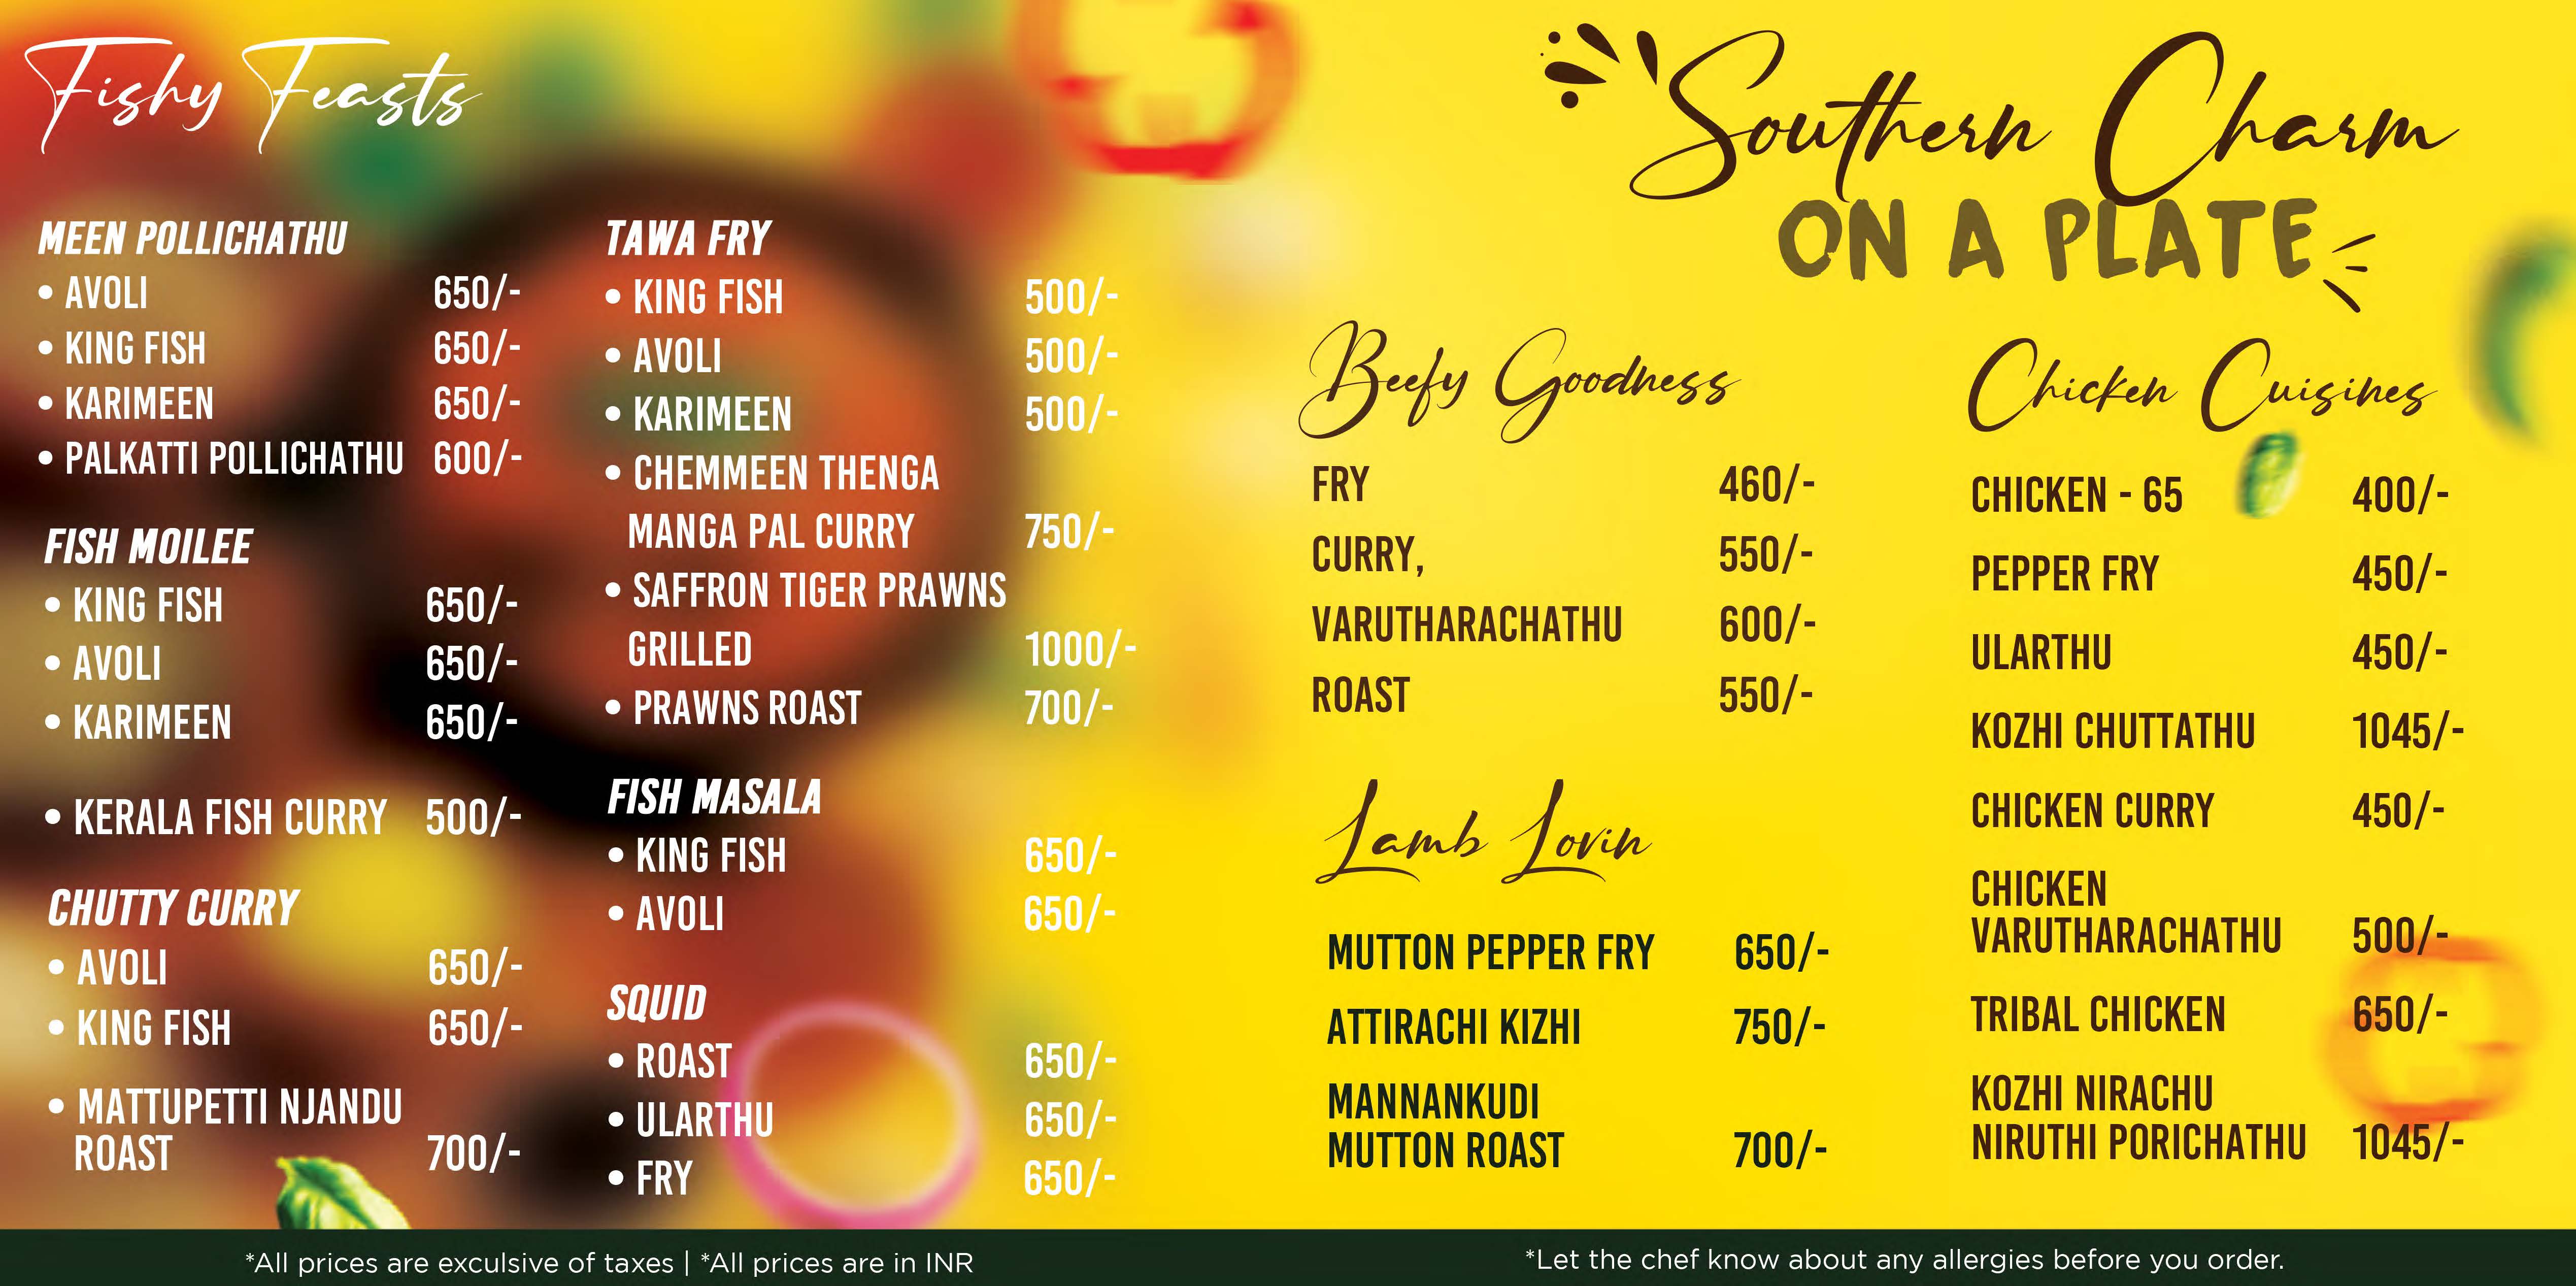 Fishy Feasts
MEEN POLLICHATHU
• AVOLI 650/-
• KING FISH 650/-
• KARIMEEN 650/-
• PALKATTI POLLICHATHU 600/-
FISH MOILEE
• KING FISH 650/-
• AVOLI 650/-
• KARIMEEN 650/-
• KERALA FISH CURRY 500/-
CHUTTY CURRY
• AVOLI 650/-
• KING FISH 650/-
• MATTUPETTI NJANDU
ROAST 700/-
TAWA FRY
• KING FISH 500/-
• AVOLI 500/-
• KARIMEEN 500/-
• CHEMMEEN THENGA
MANGA PAL CURRY 750/-
• SAFFRON TIGER PRAWNS
GRILLED 1000/-
• PRAWNS ROAST 700/-
FISH MASALA
• KING FISH 650/-
• AVOLI 650/-
SQUID
• ROAST 650/-
• ULARTHU 650/-
• FRY 650/-
*All prices are exculsive of taxes | *All prices are in INR
Southern Charm
ON A PLATE
Beefy Goodness
FRY 460/-
CURRY, 550/-
VARUTHARACHATHU 600/-
ROAST 550/-
Lamb Lovin
MUTTON PEPPER FRY 650/-
ATTIRACHI KIZHI 750/-
MANNANKUDI
MUTTON ROAST 700/-
Chicken Cuisines
CHICKEN - 65 400/-
PEPPER FRY 450/-
ULARTHU 450/-
KOZHI CHUTTATHU 1045/-
CHICKEN CURRY 450/-
CHICKEN
VARUTHARACHATHU 500/-
TRIBAL CHICKEN 650/-
KOZHI NIRACHU
NIRUTHI PORICHATHU 1045/-
*Let the chef know about any allergies before you order.